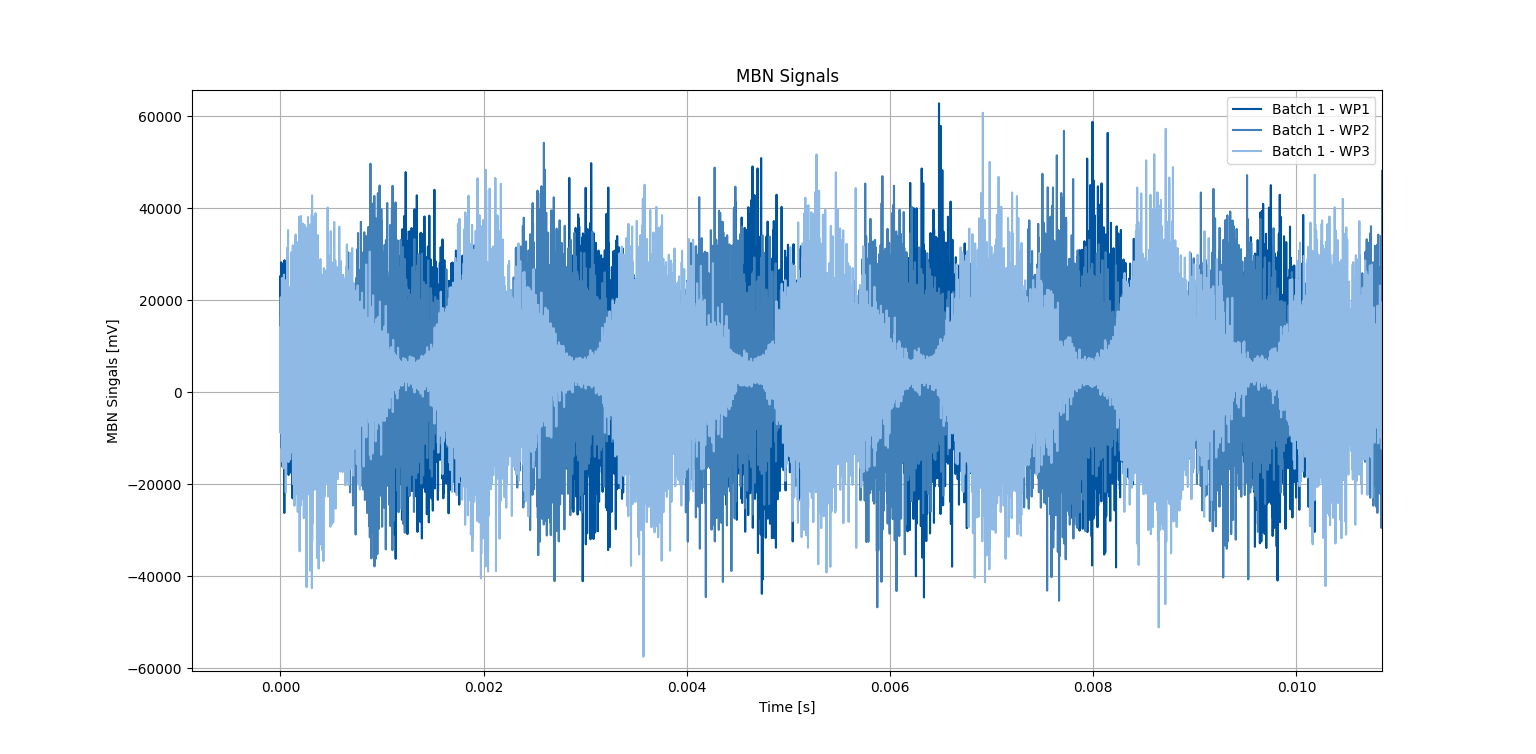 MBN Signals
Batch 1 - WP1
Batch 1 - WP2
Batch 1 - WP3
60000
40000
20000
0
−20000
−40000
−60000
MBN Singals [mV]
0.000
0.002
0.004
0.006
0.008
0.010
Time [s]